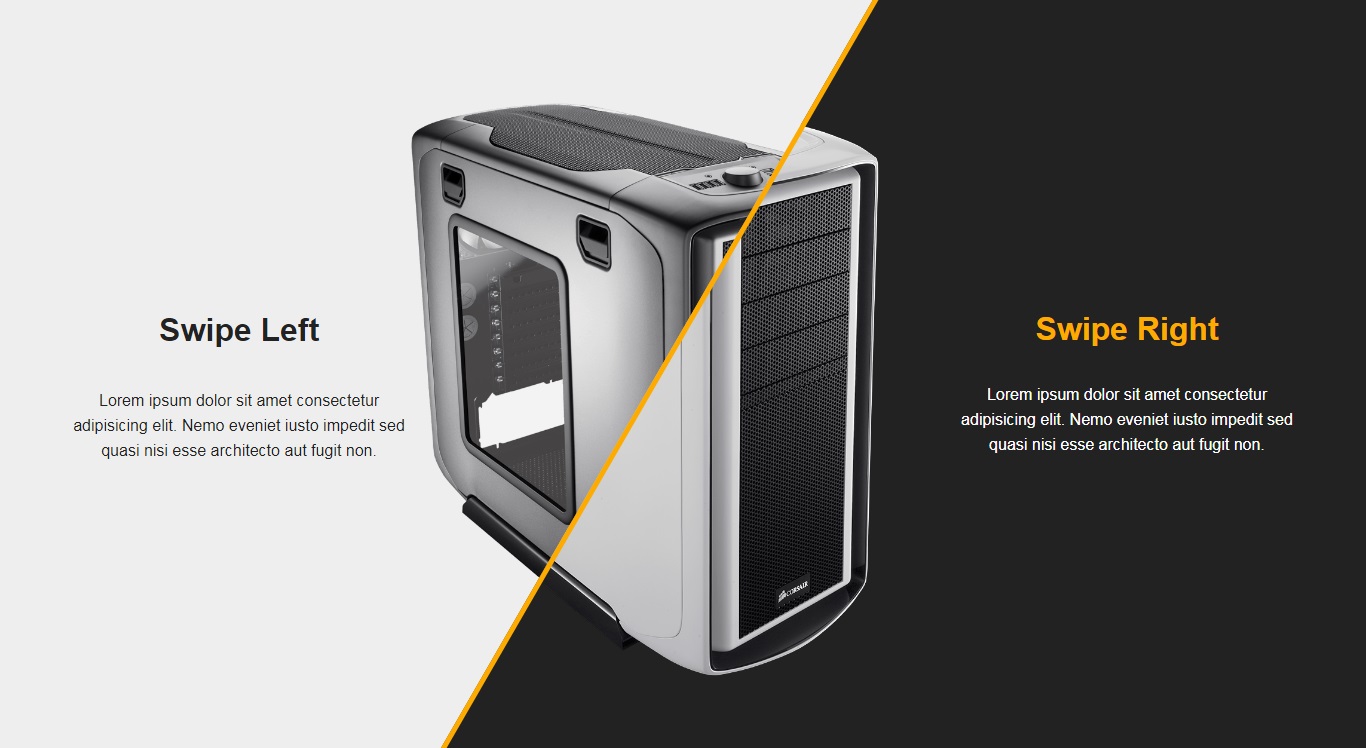 Swipe Left
Lorem ipsum dolor sit amet consectetur
adipisicing elit. Nemo eveniet iusto impedit sed
quasi nisi esse architecto aut fugit non.
Swipe Right
Lorem ipsum dolor sit amet consectetur
adipisicing elit. Nemo eveniet iusto impedit sed
quasi nisi esse architecto aut fugit non.
CORSAIR